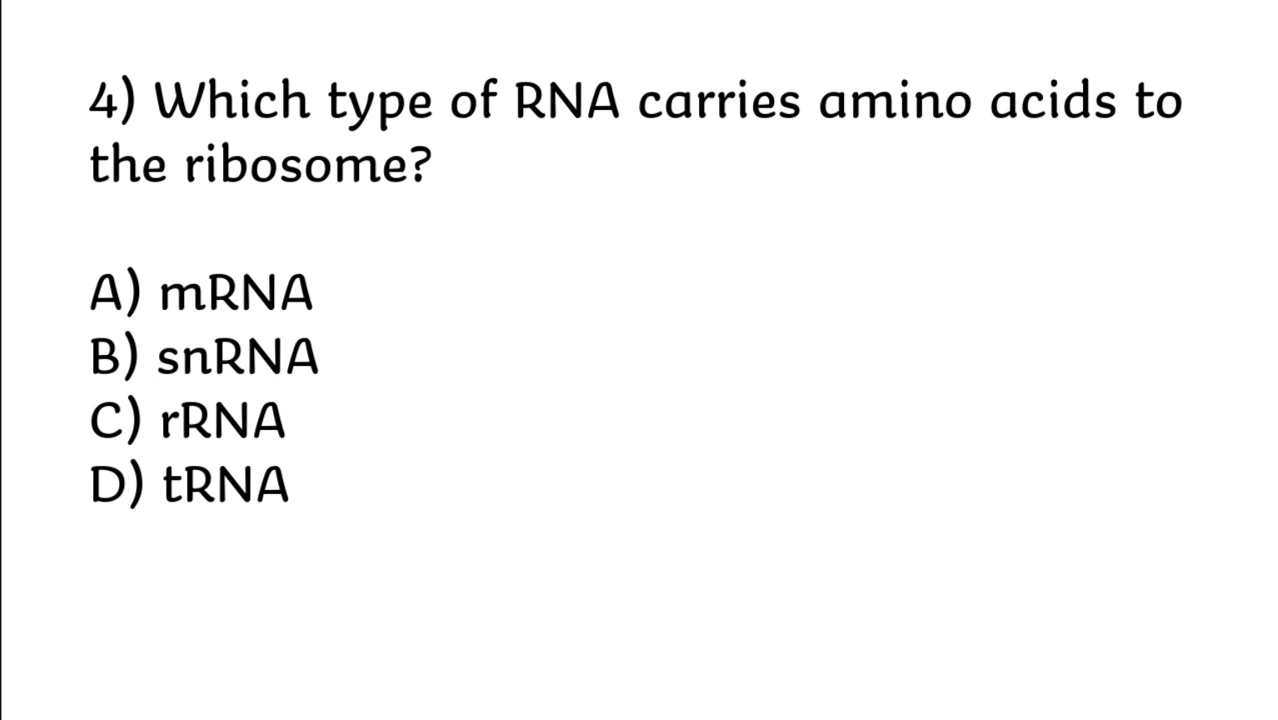 4) Which type of RNA carries amino acids to
the ribosome?
A) mRNA
B) snRNA
C) rRNA
D) tRNA